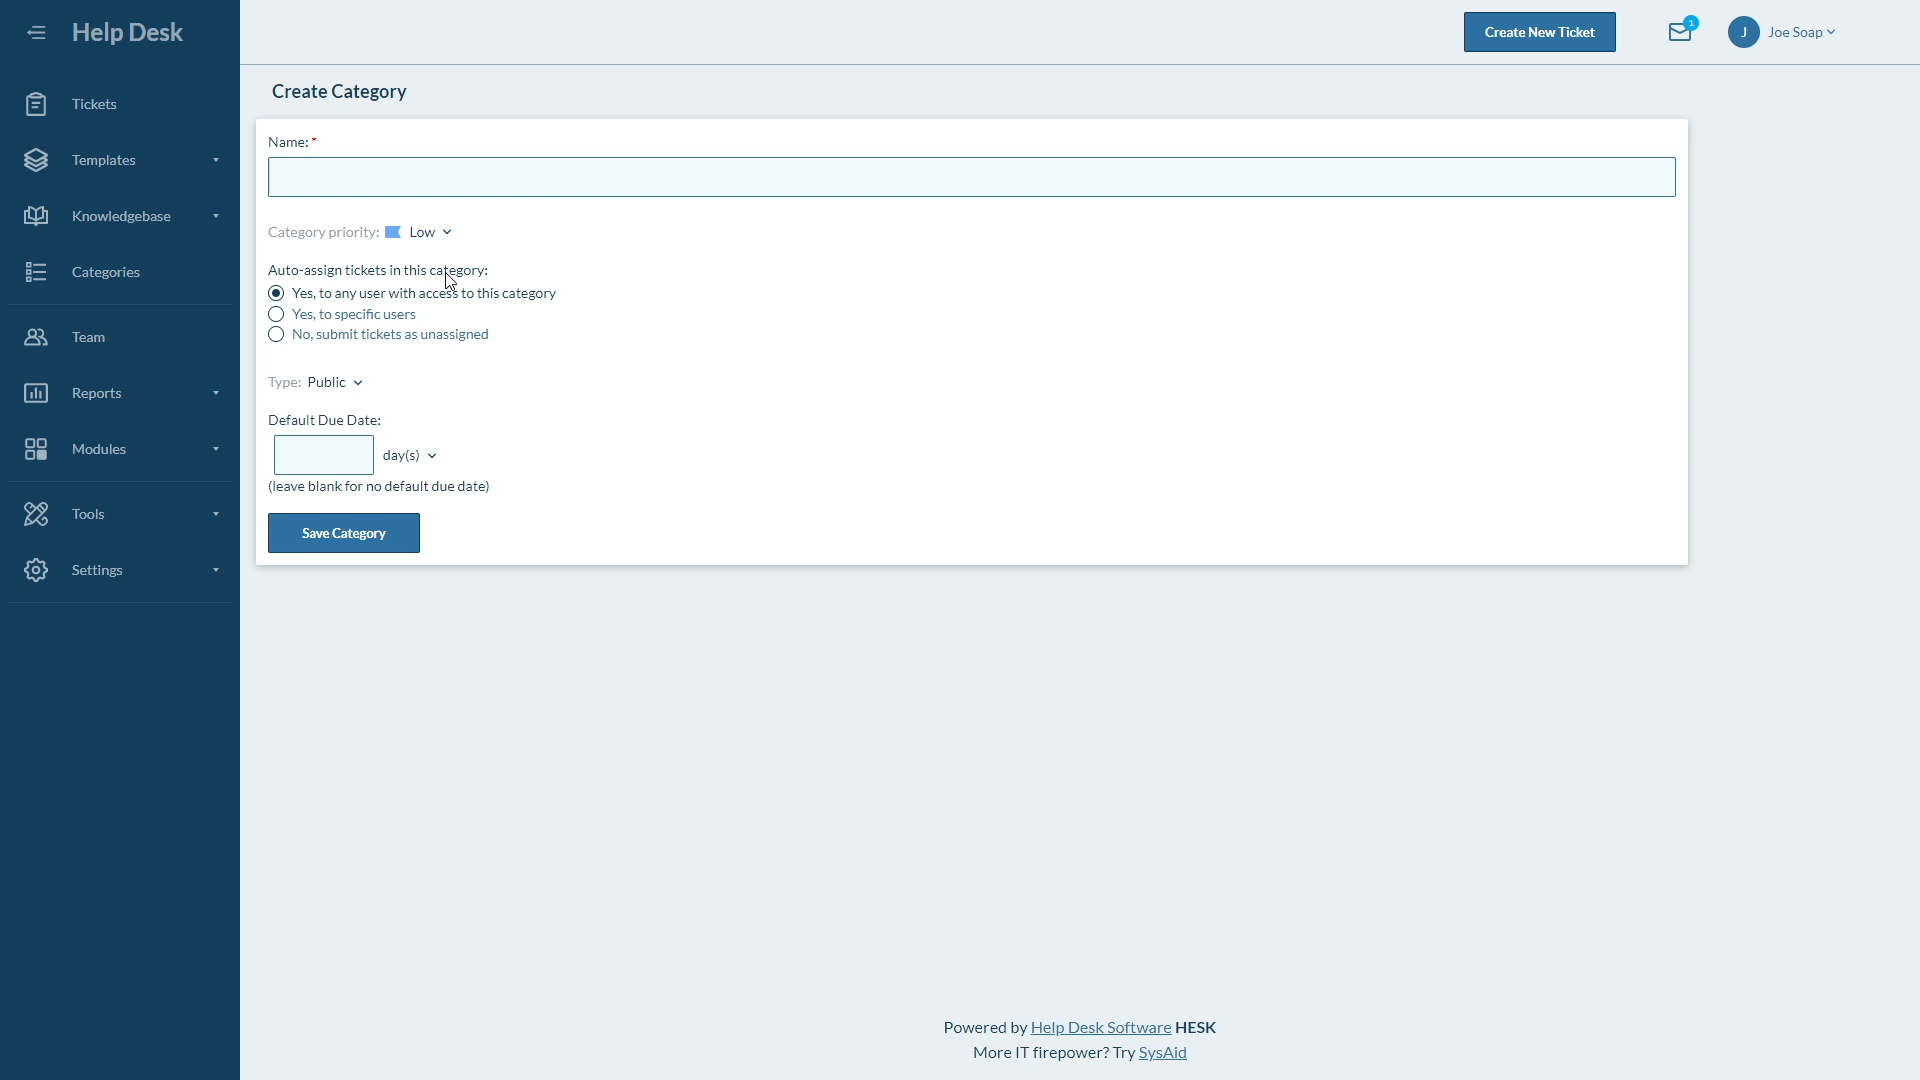 Help Desk
Create New Ticket
1
J
Joe Soap
Tickets
Templates
Knowledgebase
Categories
Team
Reports
Modules
Tools
Settings
Create Category
Name: *
Category priority: Low
Auto-assign tickets in this category:
Yes, to any user with access to this category
Yes, to specific users
No, submit tickets as unassigned
Type: Public
Default Due Date:
day(s)
(leave blank for no default due date)
Save Category
Powered by Help Desk Software HESK
More IT firepower? Try SysAid